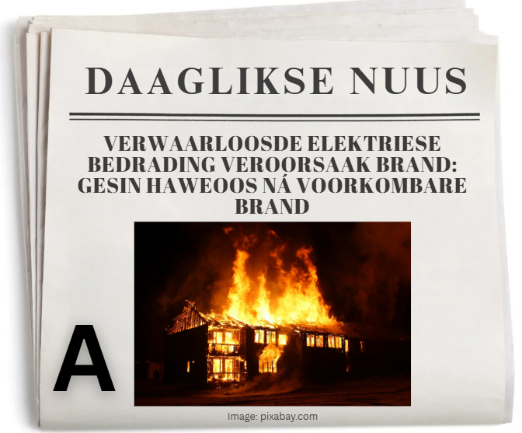 DAAGLIKSE NUUS
VERWAARLOOSDE ELEKTRIESE
BEDRADING VEROORSAAK BRAND:
GESIN HAWEOOS NÁ VOORKOMBARE
BRAND
A
Image: pixabay.com